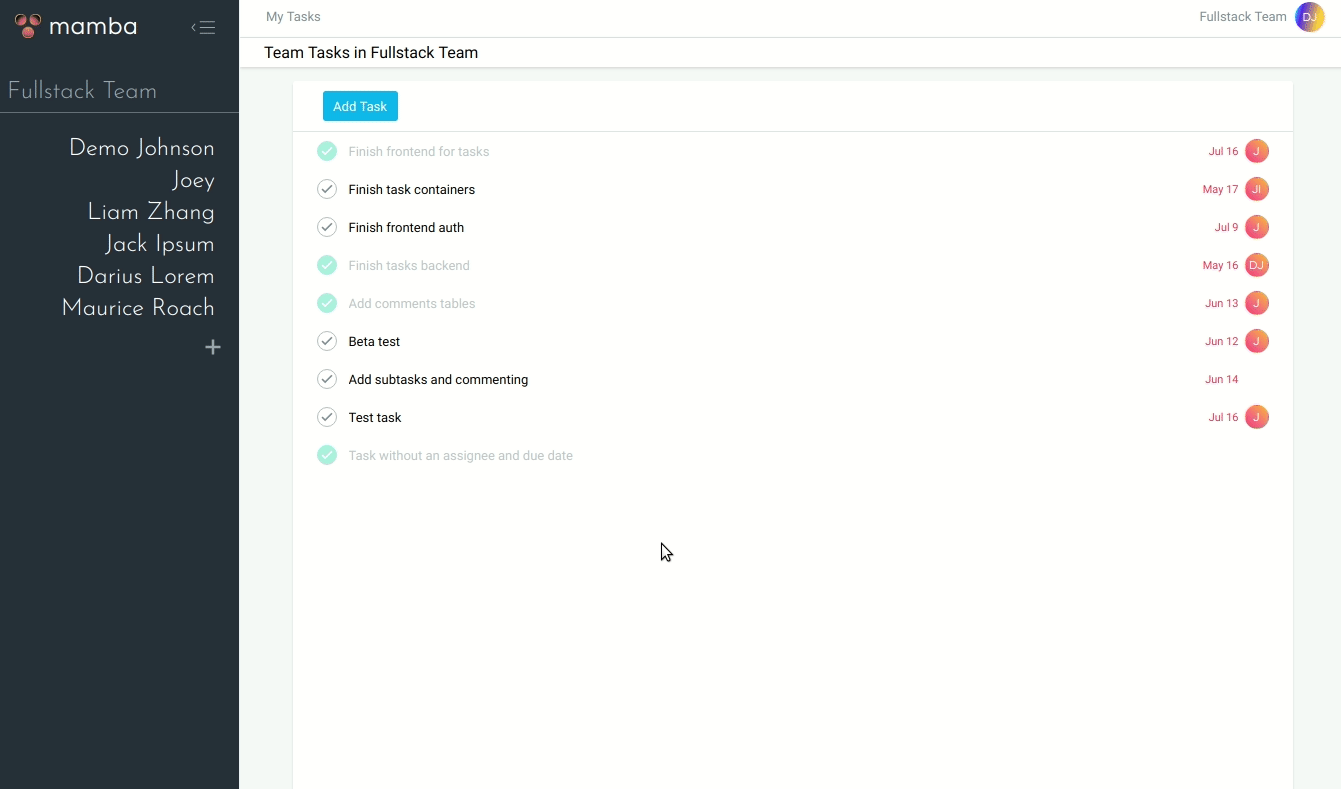 mamba
Fullstack Team
Demo Johnson
Joey
Liam Zhang
Jack Ipsum
Darius Lorem
Maurice Roach
+
My Tasks
Fullstack Team DJ
Team Tasks in Fullstack Team
Add Task
Finish frontend for tasks Jul 16 J
Finish task containers May 17 JI
Finish frontend auth Jul 9 J
Finish tasks backend May 16 DJ
Add comments tables Jun 13 J
Beta test Jun 12 J
Add subtasks and commenting Jun 14
Test task Jul 16 J
Task without an assignee and due date